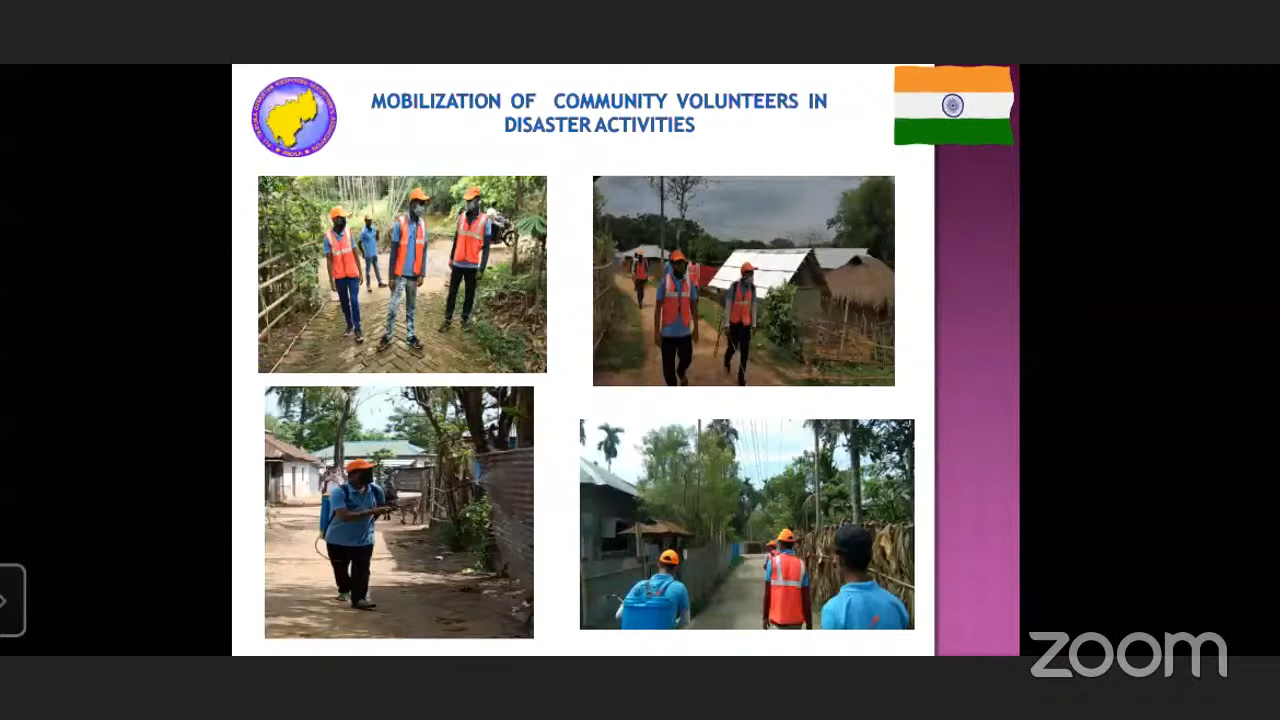 MOBILIZATION OF COMMUNITY VOLUNTEERS IN
DISASTER ACTIVITIES
zoom